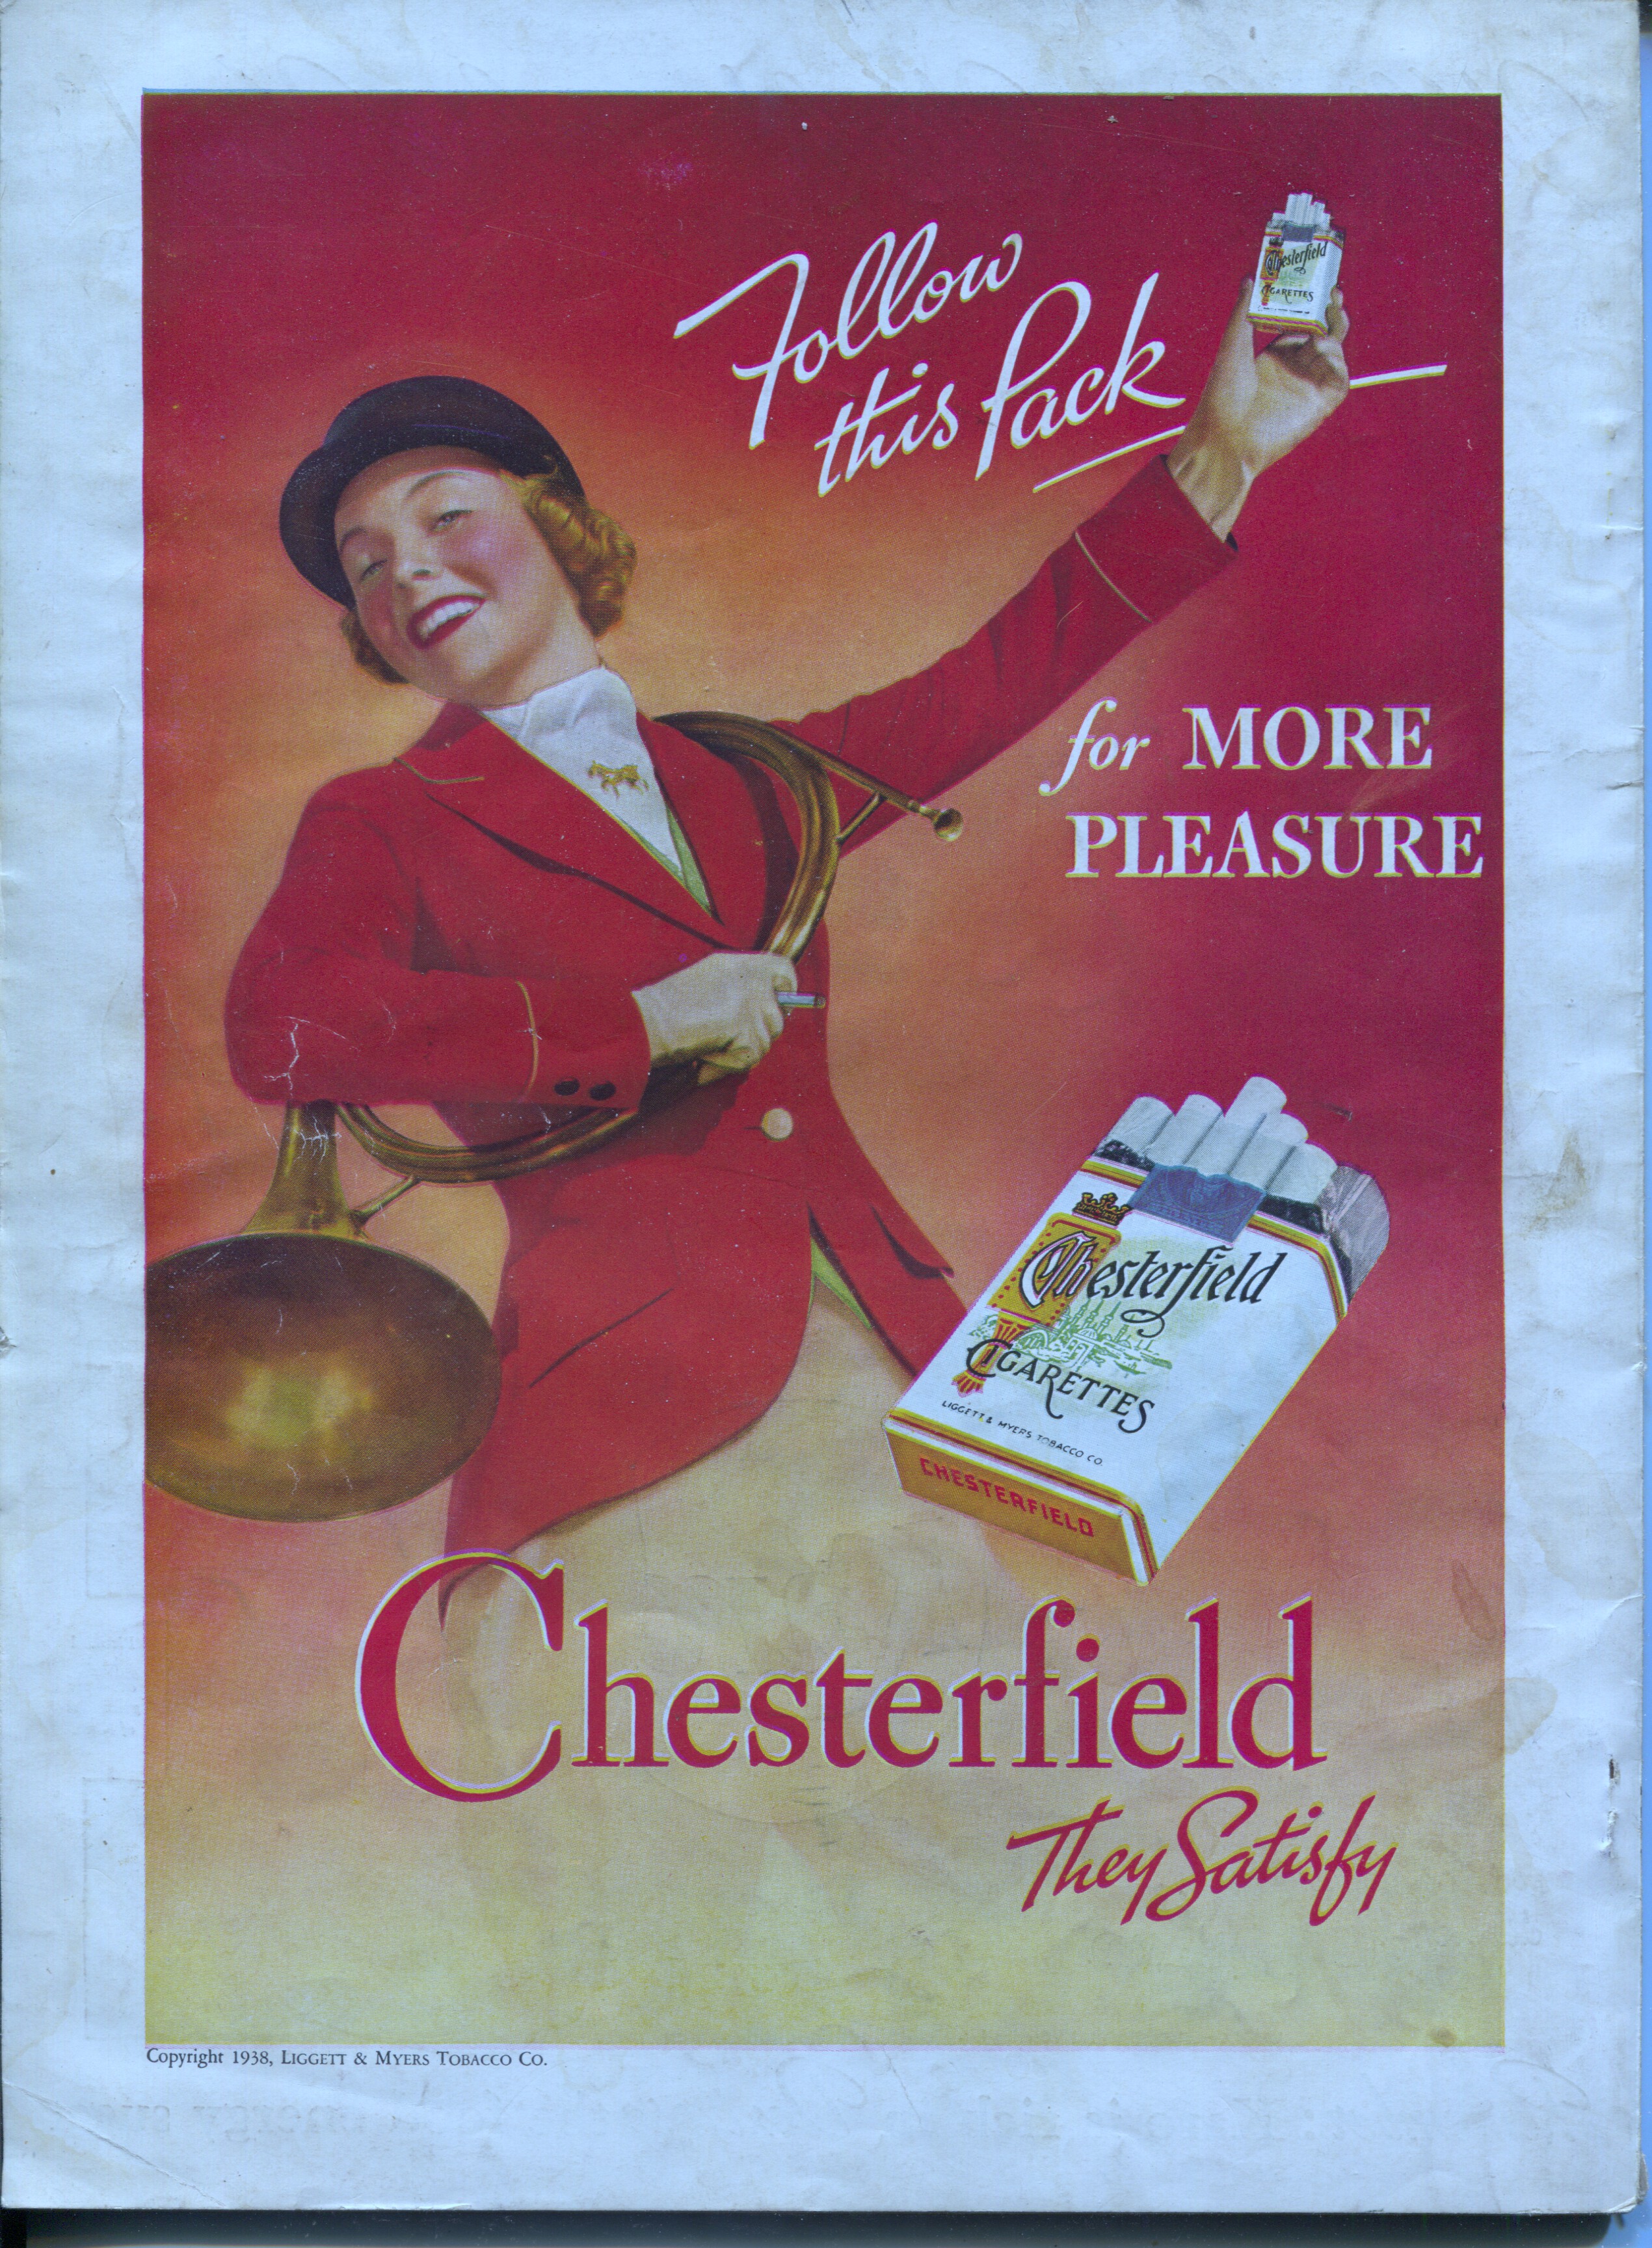 Follow
this Pack
Chesterfield
CIGARETTES
for MORE
PLEASURE
Chesterfield
CIGARETTES
LIGGETT & MYERS TOBACCO CO.
CHESTERFIELD
Chesterfield
They Satisfy
Copyright 1938, LIGGETT & MYERS TOBACCO CO.